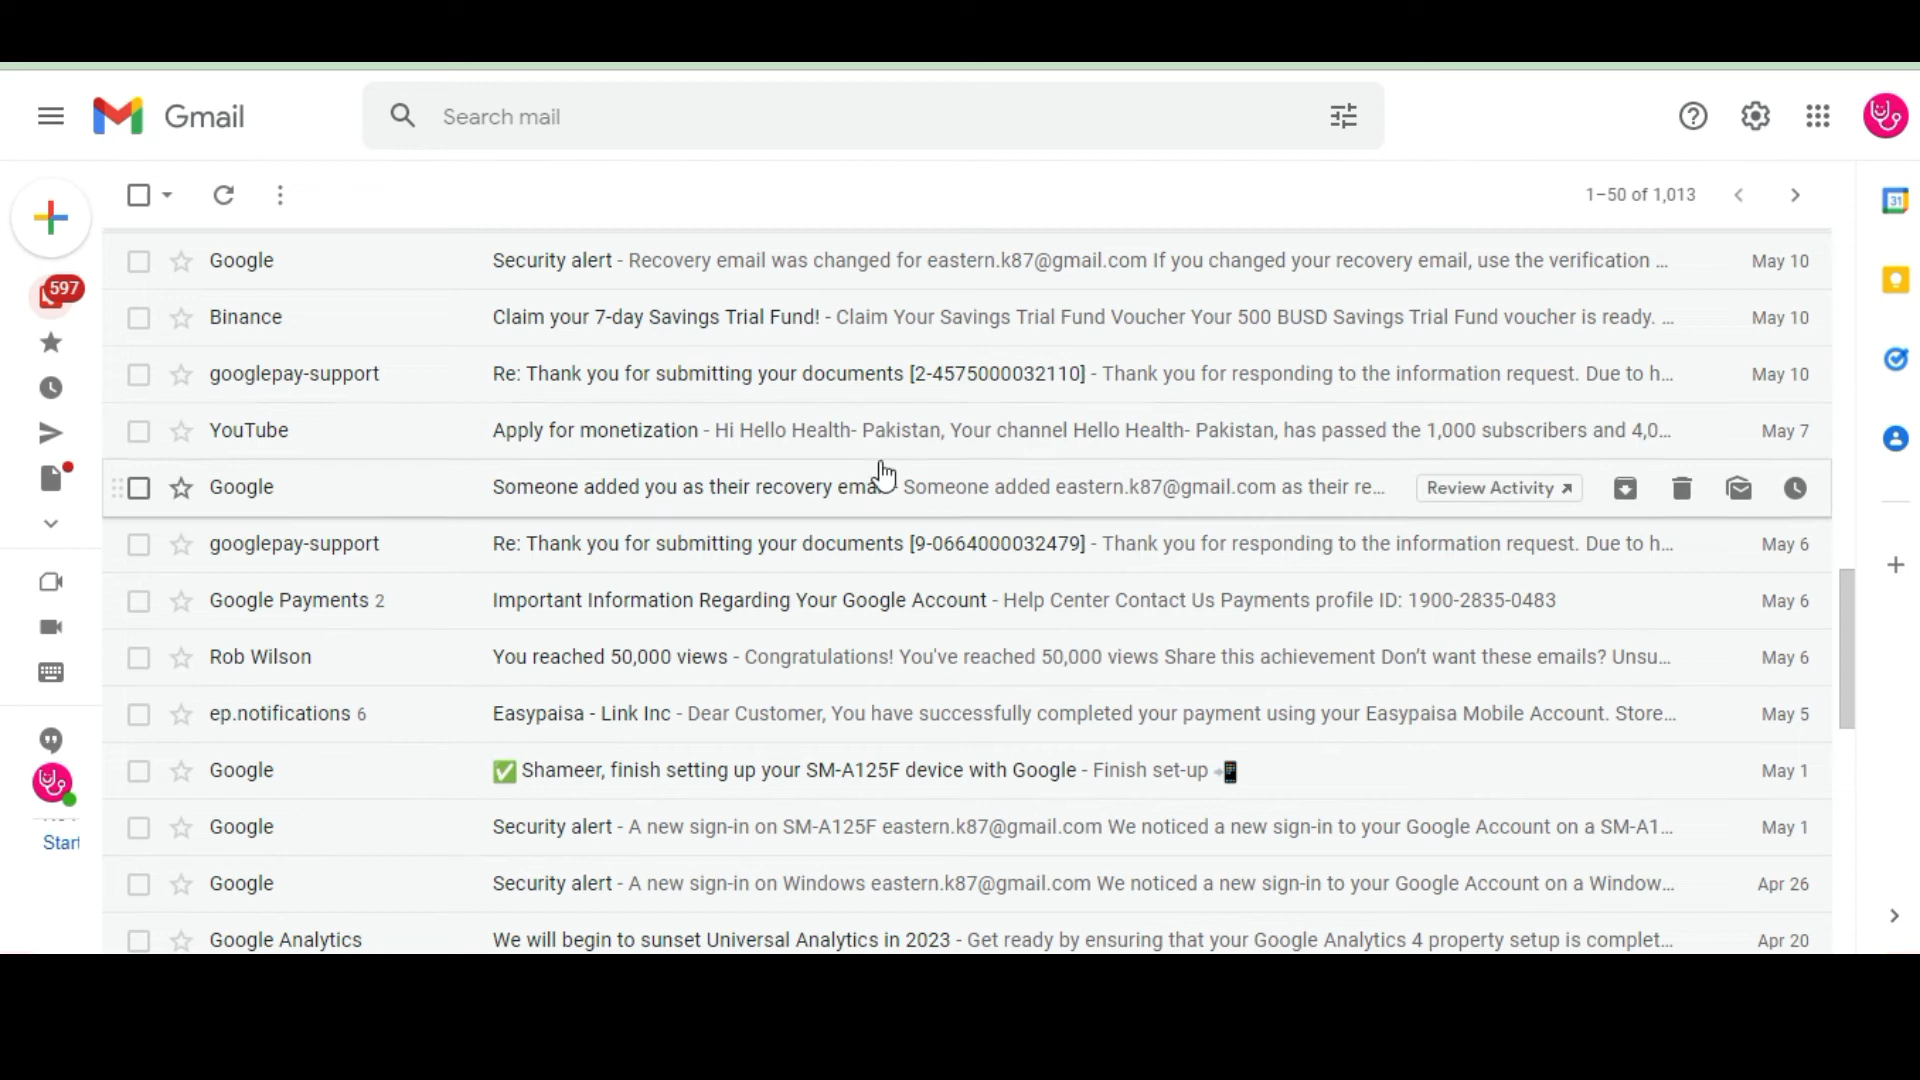 Gmail
Search mail
1–50 of 1,013
Google Security alert - Recovery email was changed for eastern.k87@gmail.com If you changed your recovery email, use the verification ... May 10
597
Binance Claim your 7-day Savings Trial Fund! - Claim Your Savings Trial Fund Voucher Your 500 BUSD Savings Trial Fund voucher is ready. ... May 10
googlepay-support Re: Thank you for submitting your documents [2-4575000032110] - Thank you for responding to the information request. Due to h... May 10
YouTube Apply for monetization - Hi Hello Health- Pakistan, Your channel Hello Health- Pakistan, has passed the 1,000 subscribers and 4,0... May 7
Google Someone added you as their recovery - Someone added eastern.k87@gmail.com as their re... Review Activity
googlepay-support Re: Thank you for submitting your documents [9-0664000032479] - Thank you for responding to the information request. Due to h... May 6
Google Payments 2 Important Information Regarding Your Google Account - Help Center Contact Us Payments profile ID: 1900-2835-0483 May 6
Rob Wilson You reached 50,000 views - Congratulations! You've reached 50,000 views Share this achievement Don't want these emails? Unsu... May 6
ep.notifications 6 Easypaisa - Link Inc - Dear Customer, You have successfully completed your payment using your Easypaisa Mobile Account. Store... May 5
Google ✅ Shameer, finish setting up your SM-A125F device with Google - Finish set-up 📲 May 1
Google Security alert - A new sign-in on SM-A125F eastern.k87@gmail.com We noticed a new sign-in to your Google Account on a SM-A1... May 1
Start
Google Security alert - A new sign-in on Windows eastern.k87@gmail.com We noticed a new sign-in to your Google Account on a Window... Apr 26
Google Analytics We will begin to sunset Universal Analytics in 2023 - Get ready by ensuring that your Google Analytics 4 property setup is complet... Apr 20
31